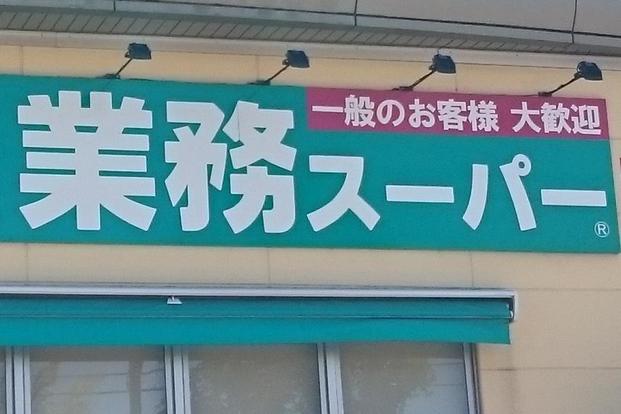 一般のお客様 大歓迎
業務スーパー
®